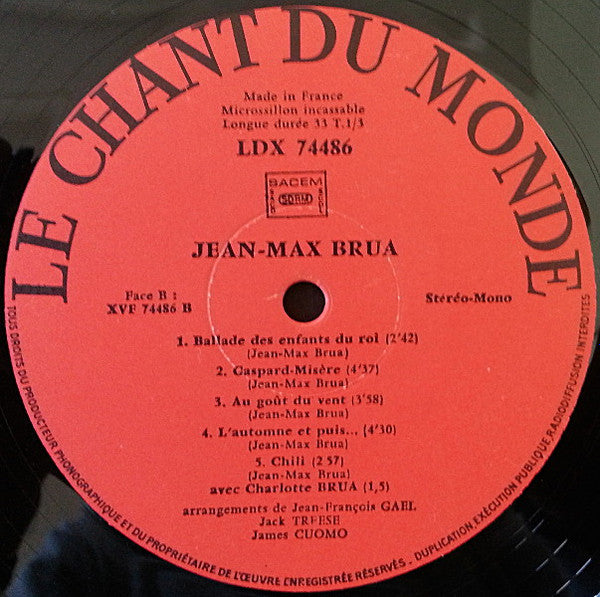 LE CHANT DU MONDE
Made in France
Microssillon incassable
Longue durée 33 T.1/3
LDX 74486
SACEM
SDRM
JEAN-MAX BRUA
Face B :
XVF 74486 B
Stéréo-Mono
1. Ballade des enfants du roi (2'42)
(Jean-Max Brua)
2. Gaspard-Misère (4'37)
(Jean-Max Brua)
3. Au goût du vent (3'58)
(Jean-Max Brua)
4. L'automne et puis... (4'30)
(Jean-Max Brua)
5. Chili (2 57)
(Jean-Max Brua)
avec Charlotte BRUA (1,5)
arrangements de Jean-François GAEL
Jack TREESE
James CUOMO
TOUS DROITS DU PRODUCTEUR PHONOGRAPHIQUE ET DU PROPRIÉTAIRE DE L'ŒUVRE ENREGISTRÉE RÉSERVÉS. DUPLICATION, EXÉCUTION PUBLIQUE, RADIODIFFUSION INTERDITES